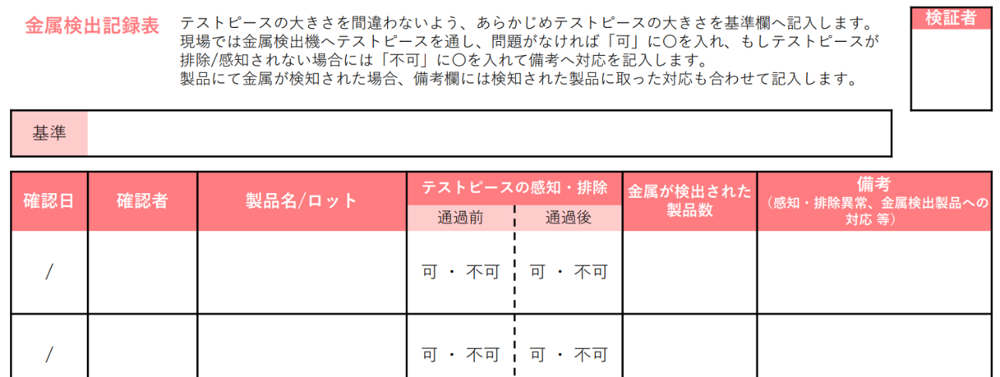 金属検出記録表
テストピースの大きさを間違わないよう、あらかじめテストピースの大きさを基準欄へ記入します。
現場では金属検出機へテストピースを通し、問題がなければ「可」に〇を入れ、もしテストピースが
排除/感知されない場合には「不可」に〇を入れて備考へ対応を記入します。
製品にて金属が検知された場合、備考欄には検知された製品に取った対応も合わせて記入します。
検証者
基準
確認日
確認者
製品名/ロット
テストピースの感知・排除
通過前
通過後
金属が検出された
製品数
備考
（感知・排除異常、金属検出製品への
対応 等）
/
可 ・ 不可
可 ・ 不可
/
可 ・ 不可
可 ・ 不可